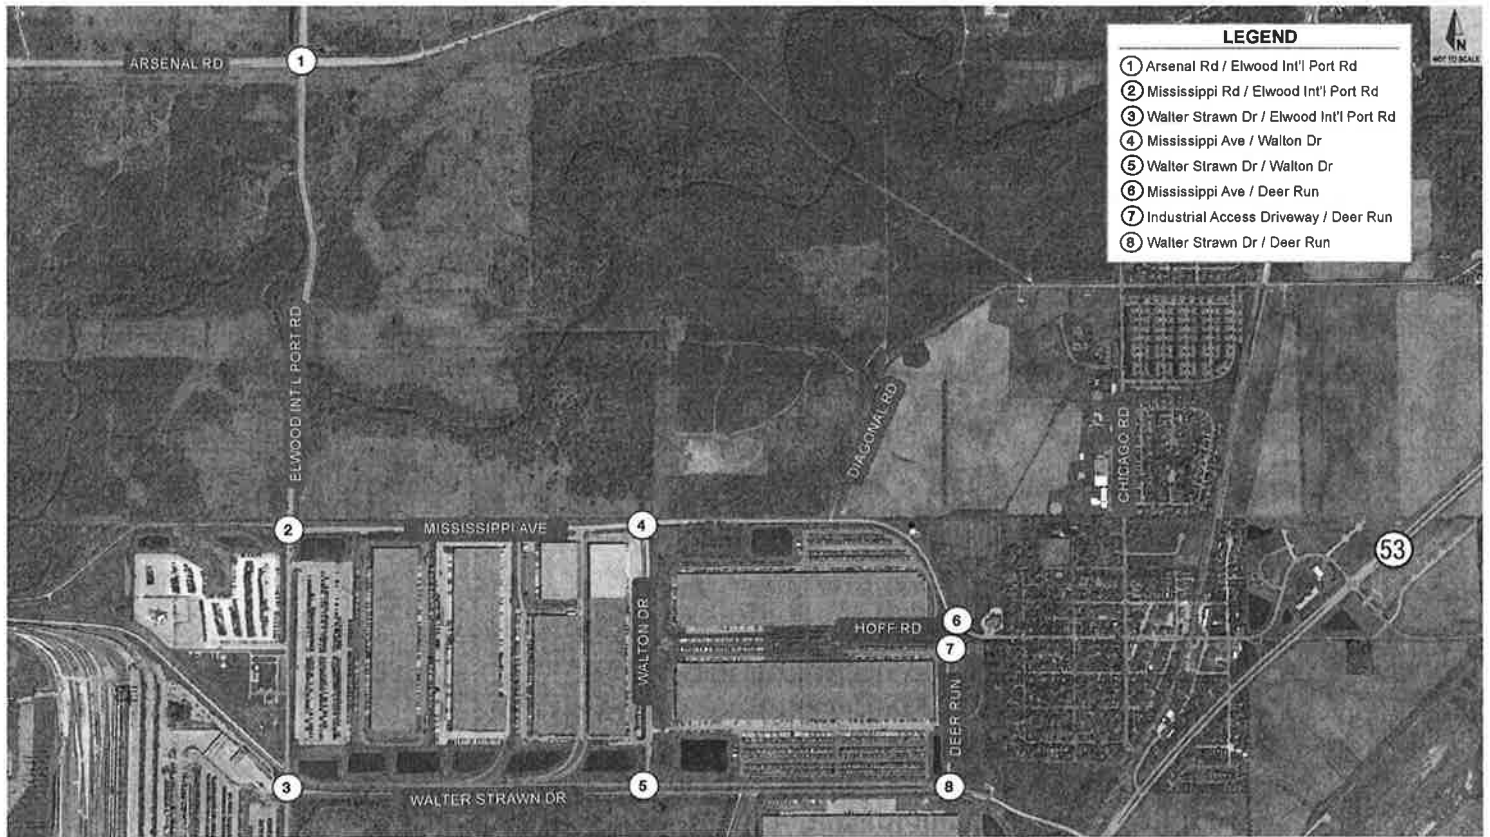 LEGEND
N
NOT TO SCALE
1 Arsenal Rd / Elwood Int'l Port Rd
2 Mississippi Rd / Elwood Int'l Port Rd
3 Walter Strawn Dr / Elwood Int'l Port Rd
4 Mississippi Ave / Walton Dr
5 Walter Strawn Dr / Walton Dr
6 Mississippi Ave / Deer Run
7 Industrial Access Driveway / Deer Run
8 Walter Strawn Dr / Deer Run
ARSENAL RD
1
ELWOOD INT'L PORT RD
DIAGONAL RD
CHICAGO RD
2
MISSISSIPPI AVE
4
53
WALTON DR
HOFF RD
6
7
DEER RUN
3
WALTER STRAWN DR
5
8